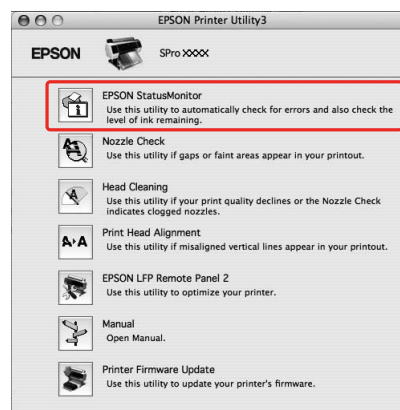 EPSON Printer Utility3
EPSON
SPro XXXX
EPSON StatusMonitor
Use this utility to automatically check for errors and also check the
level of ink remaining.
Nozzle Check
Use this utility if gaps or faint areas appear in your printout.
Head Cleaning
Use this utility if your print quality declines or the Nozzle Check
indicates clogged nozzles.
Print Head Alignment
Use this utility if misaligned vertical lines appear in your printout.
EPSON LFP Remote Panel 2
Use this utility to optimize your printer.
Manual
Open Manual.
Printer Firmware Update
Use this utility to update your printer's firmware.